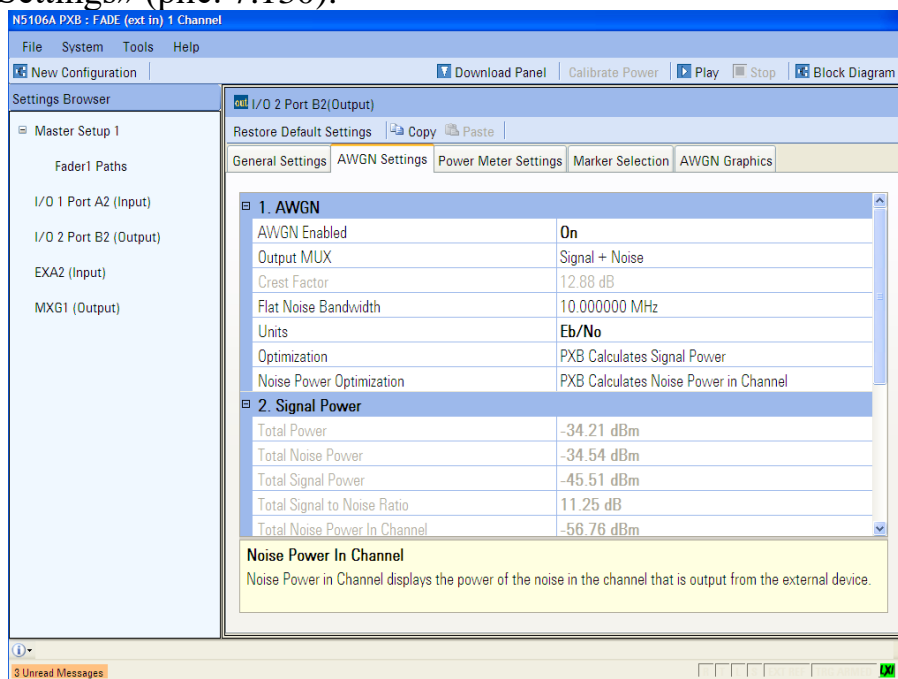 Settings» (рис. 7.156).
N5106A PXB : FADE (ext in) 1 Channel
File System Tools Help
New Configuration Download Panel Calibrate Power Play Stop Block Diagram
Settings Browser
Master Setup 1
Fader1 Paths
I/O 1 Port A2 (Input)
I/O 2 Port B2 (Output)
EXA2 (Input)
MXG1 (Output)
out I/O 2 Port B2(Output)
Restore Default Settings Copy Paste
General Settings AWGN Settings Power Meter Settings Marker Selection AWGN Graphics
1. AWGN
AWGN Enabled On
Output MUX Signal + Noise
Crest Factor 12.88 dB
Flat Noise Bandwidth 10.000000 MHz
Units Eb/No
Optimization PXB Calculates Signal Power
Noise Power Optimization PXB Calculates Noise Power in Channel
2. Signal Power
Total Power -34.21 dBm
Total Noise Power -34.54 dBm
Total Signal Power -45.51 dBm
Total Signal to Noise Ratio 11.25 dB
Total Noise Power In Channel -56.76 dBm
Noise Power In Channel
Noise Power in Channel displays the power of the noise in the channel that is output from the external device.
3 Unread Messages
LXI